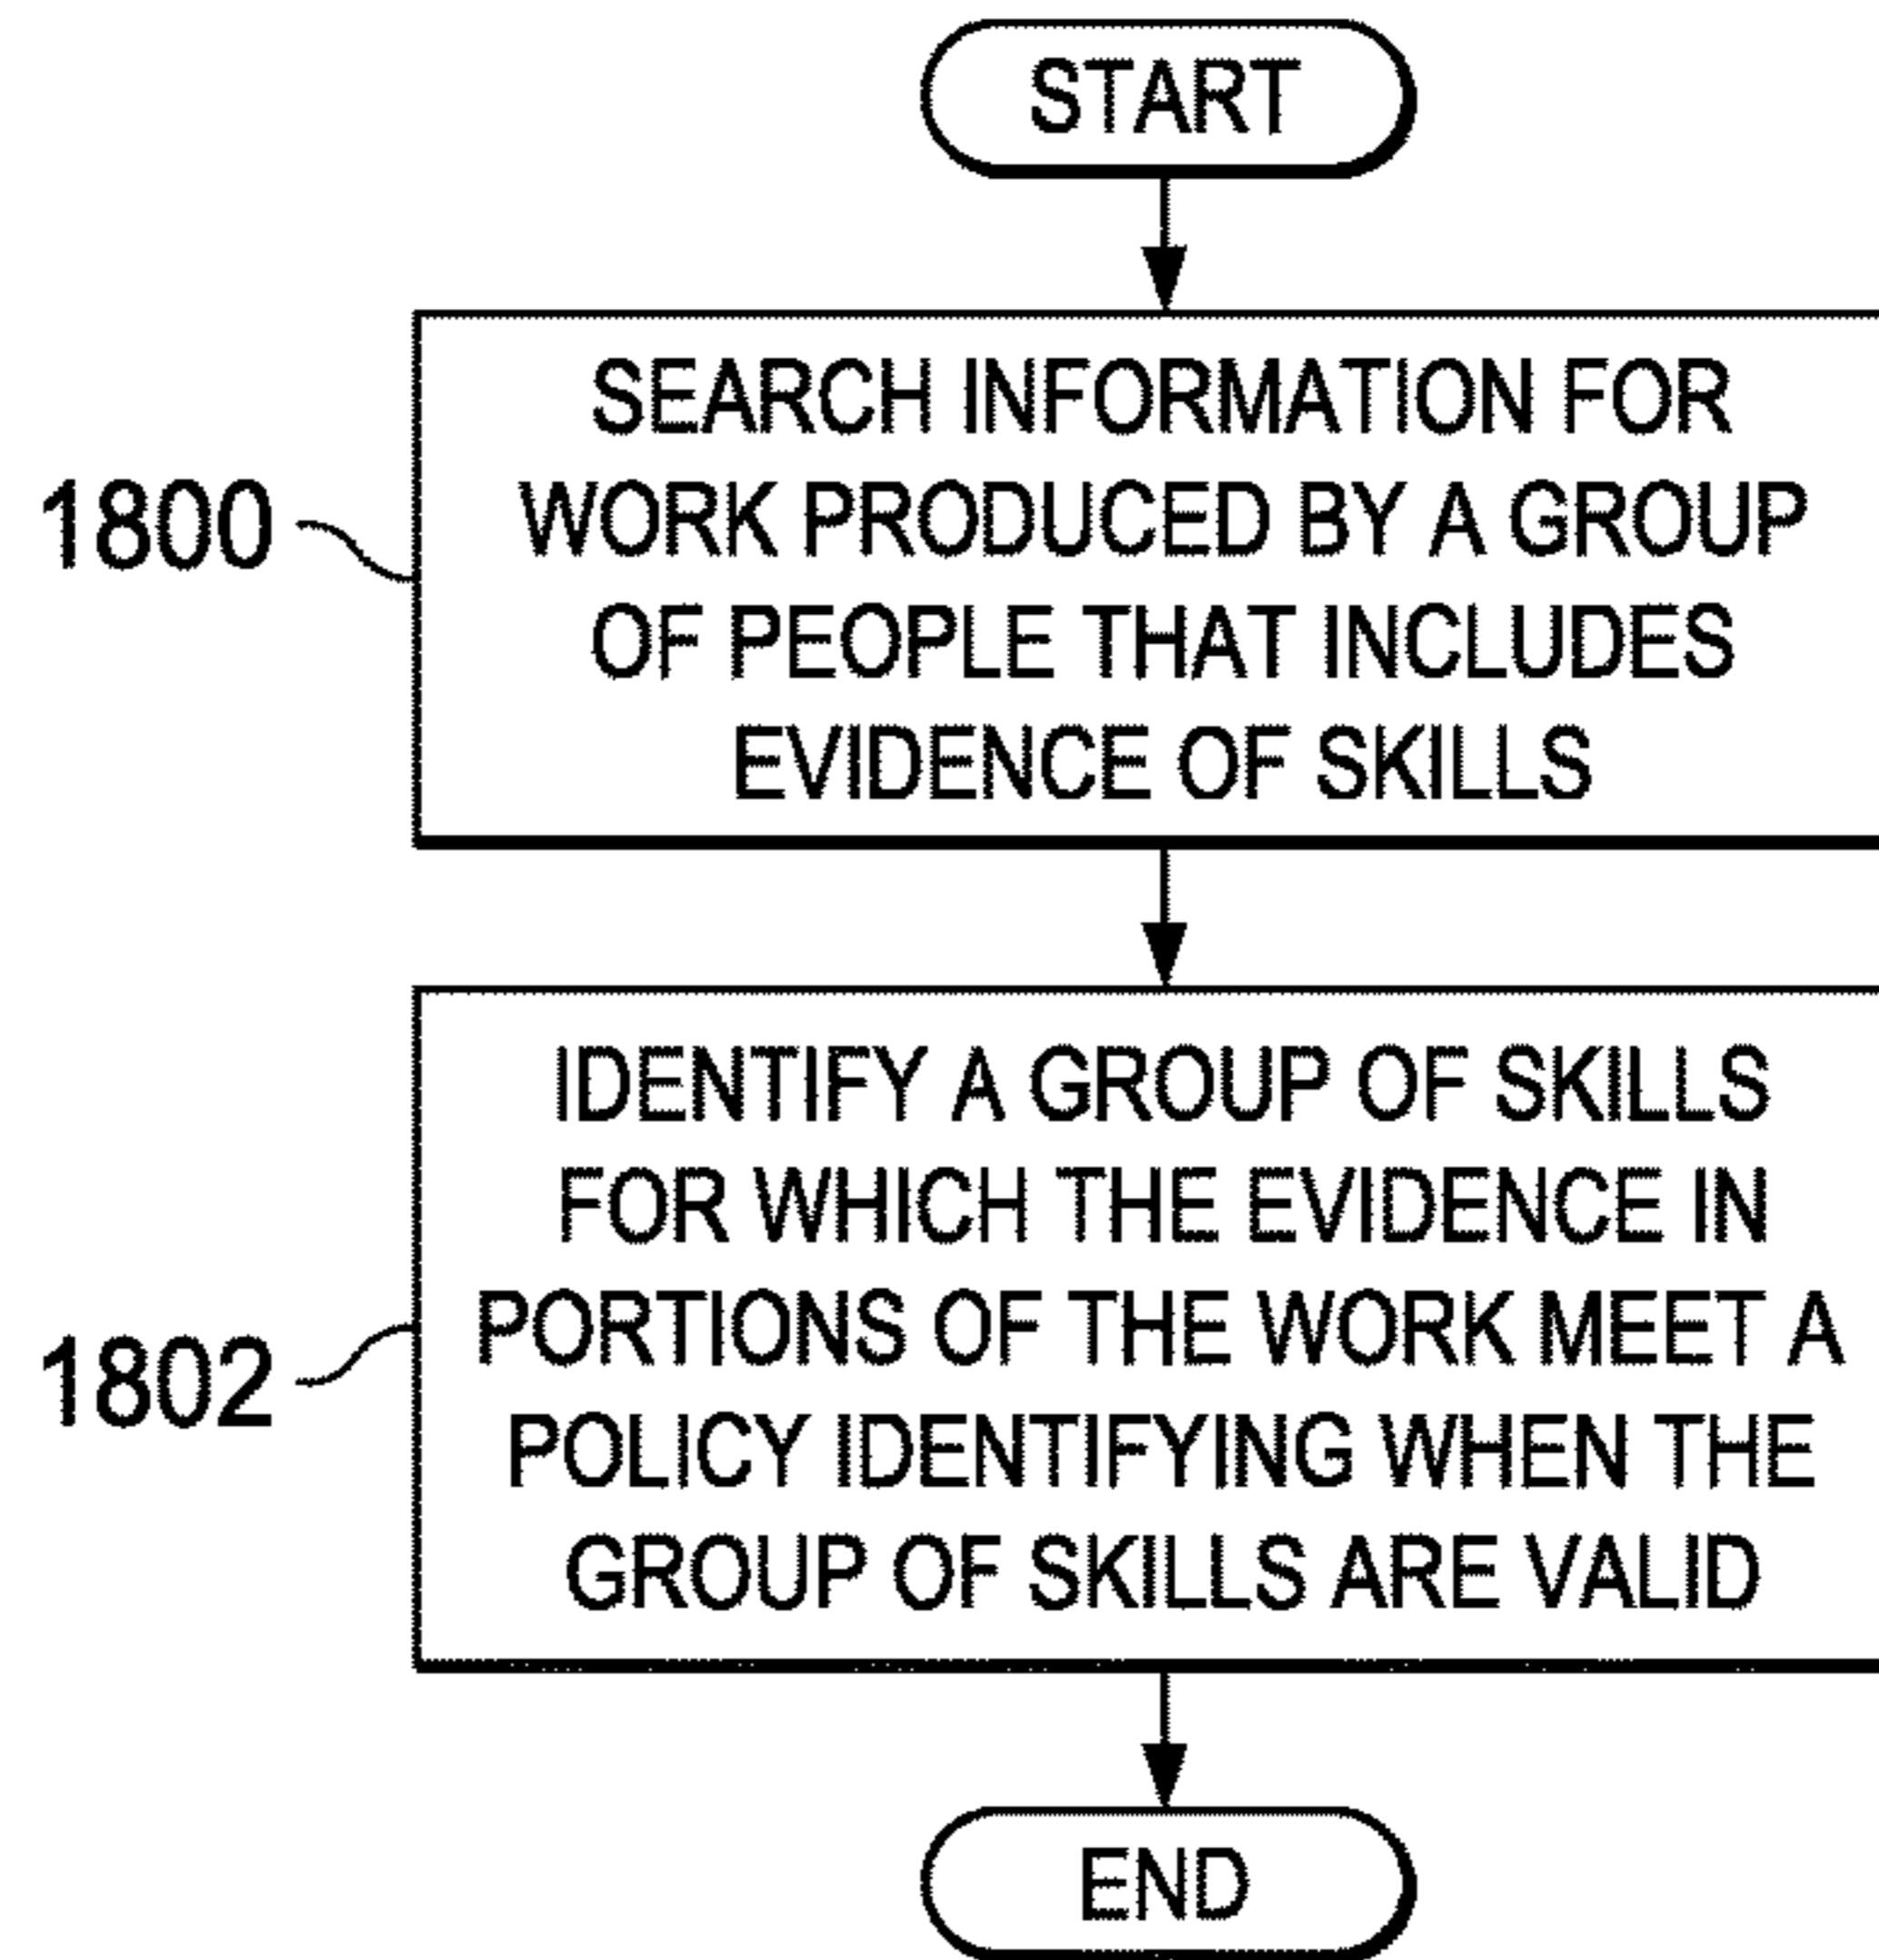 START
SEARCH INFORMATION FOR
WORK PRODUCED BY A GROUP
OF PEOPLE THAT INCLUDES
EVIDENCE OF SKILLS
1800
IDENTIFY A GROUP OF SKILLS
FOR WHICH THE EVIDENCE IN
PORTIONS OF THE WORK MEET A
POLICY IDENTIFYING WHEN THE
GROUP OF SKILLS ARE VALID
1802
END